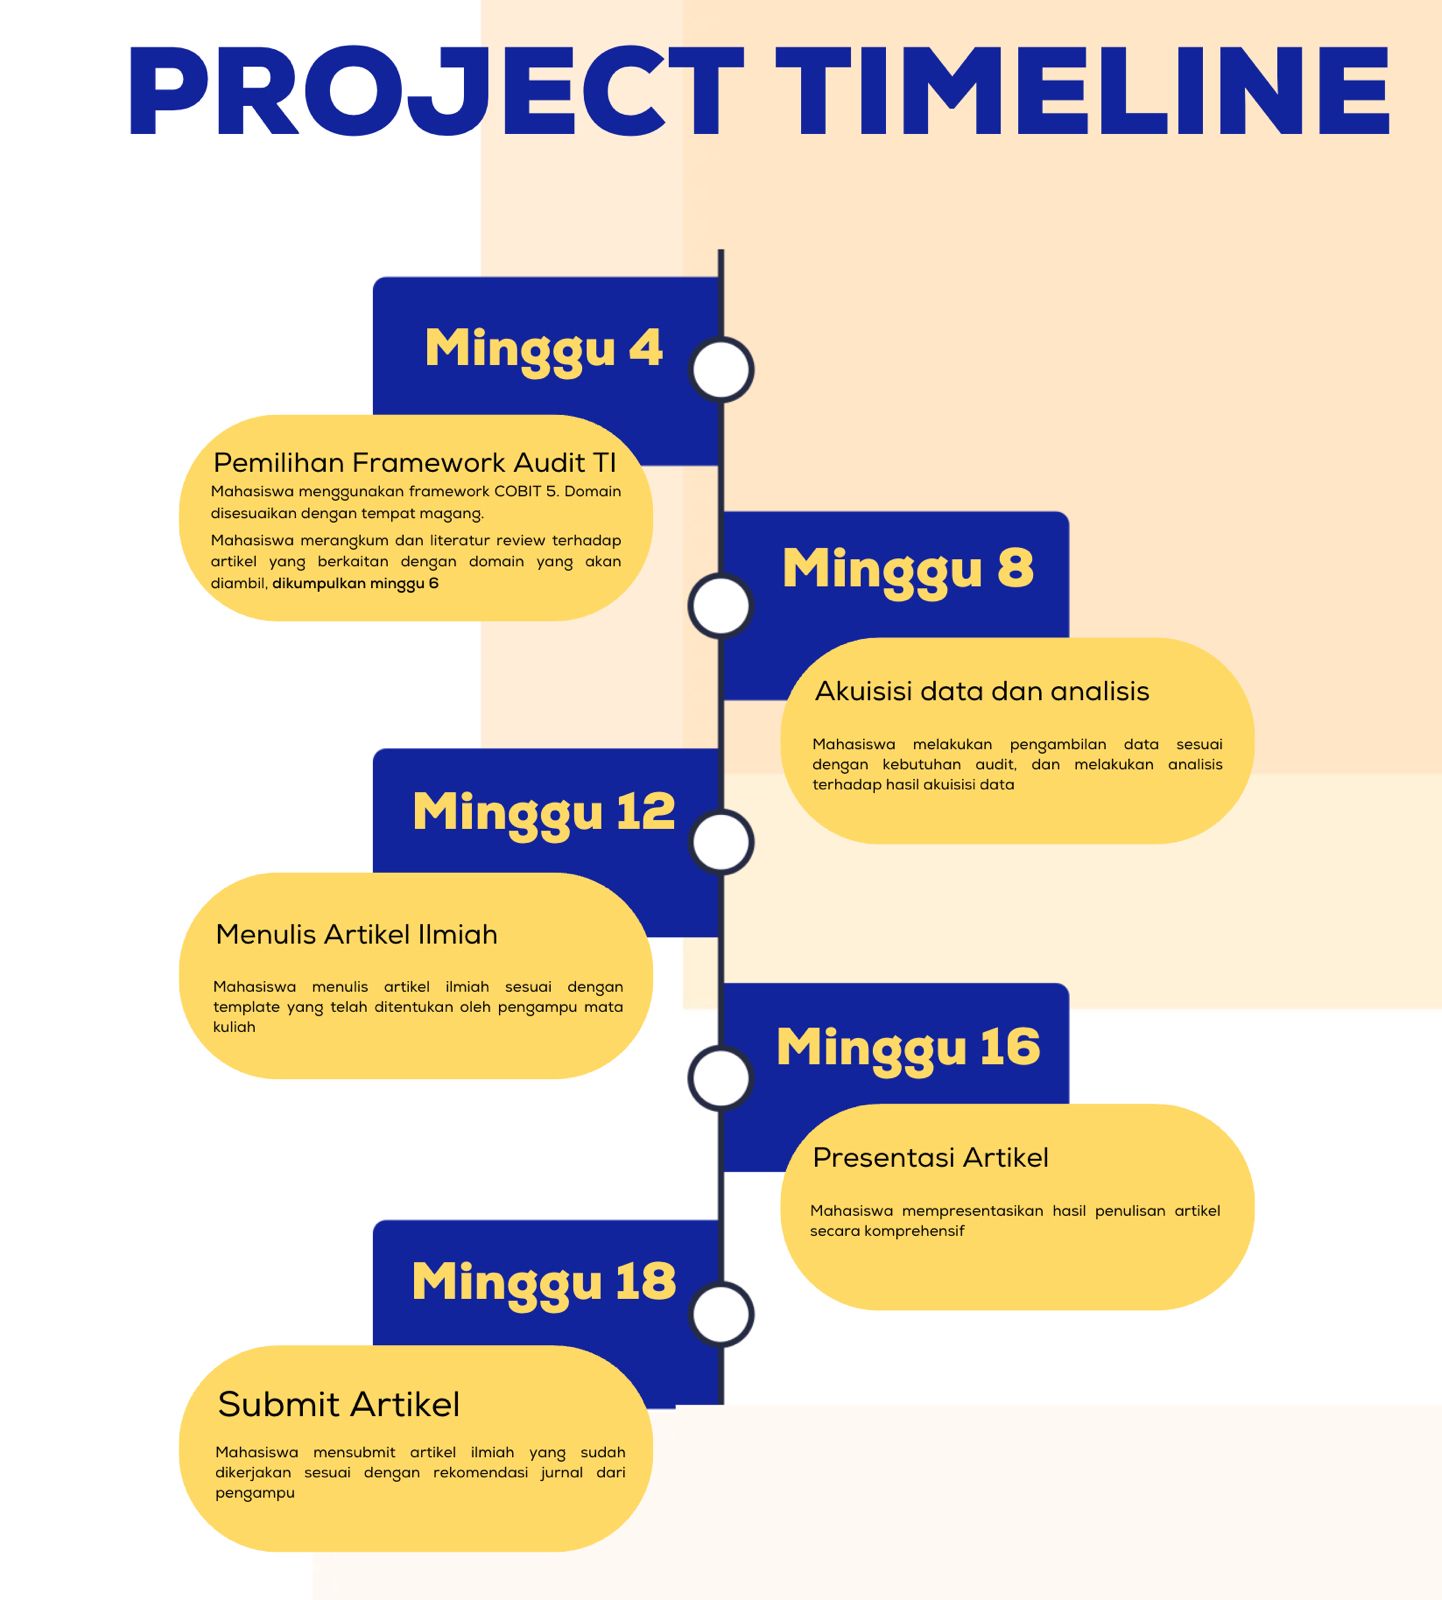 PROJECT TIMELINE
Minggu 4
Pemilihan Framework Audit TI
Mahasiswa menggunakan framework COBIT 5. Domain
disesuaikan dengan tempat magang.
Mahasiswa merangkum dan literatur review terhadap
artikel yang berkaitan dengan domain yang akan
diambil, dikumpulkan minggu 6
Minggu 8
Akuisisi data dan analisis
Mahasiswa melakukan pengambilan data sesuai
dengan kebutuhan audit, dan melakukan analisis
terhadap hasil akuisisi data
Minggu 12
Menulis Artikel Ilmiah
Mahasiswa menulis artikel ilmiah sesuai dengan
template yang telah ditentukan oleh pengampu mata
kuliah
Minggu 16
Presentasi Artikel
Mahasiswa mempresentasikan hasil penulisan artikel
secara komprehensif
Minggu 18
Submit Artikel
Mahasiswa mensubmit artikel ilmiah yang sudah
dikerjakan sesuai dengan rekomendasi jurnal dari
pengampu